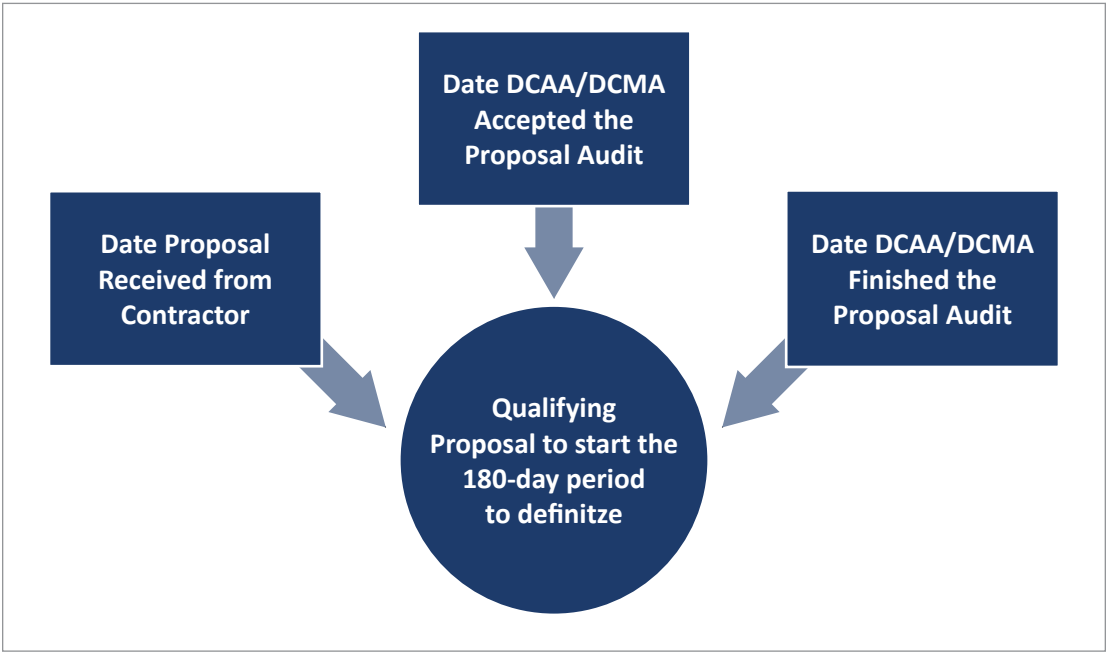 Date DCAA/DCMA
Accepted the
Proposal Audit
Date Proposal
Received from
Contractor
Date DCAA/DCMA
Finished the
Proposal Audit
Qualifying
Proposal to start the
180-day period
to definitze